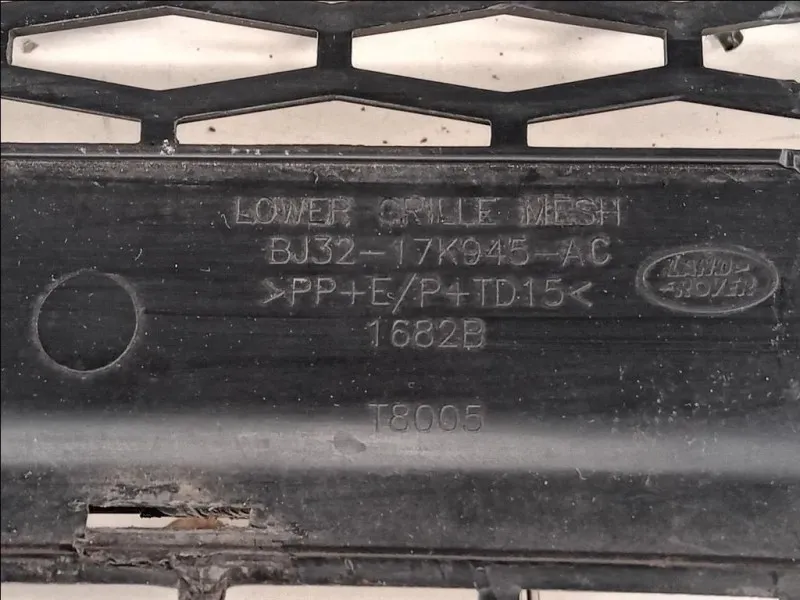 LOWER GRILLE MESH
BJ32-17K945-AC
>PP+E/P+TD15<
LAND
ROVER
1682B
T8005